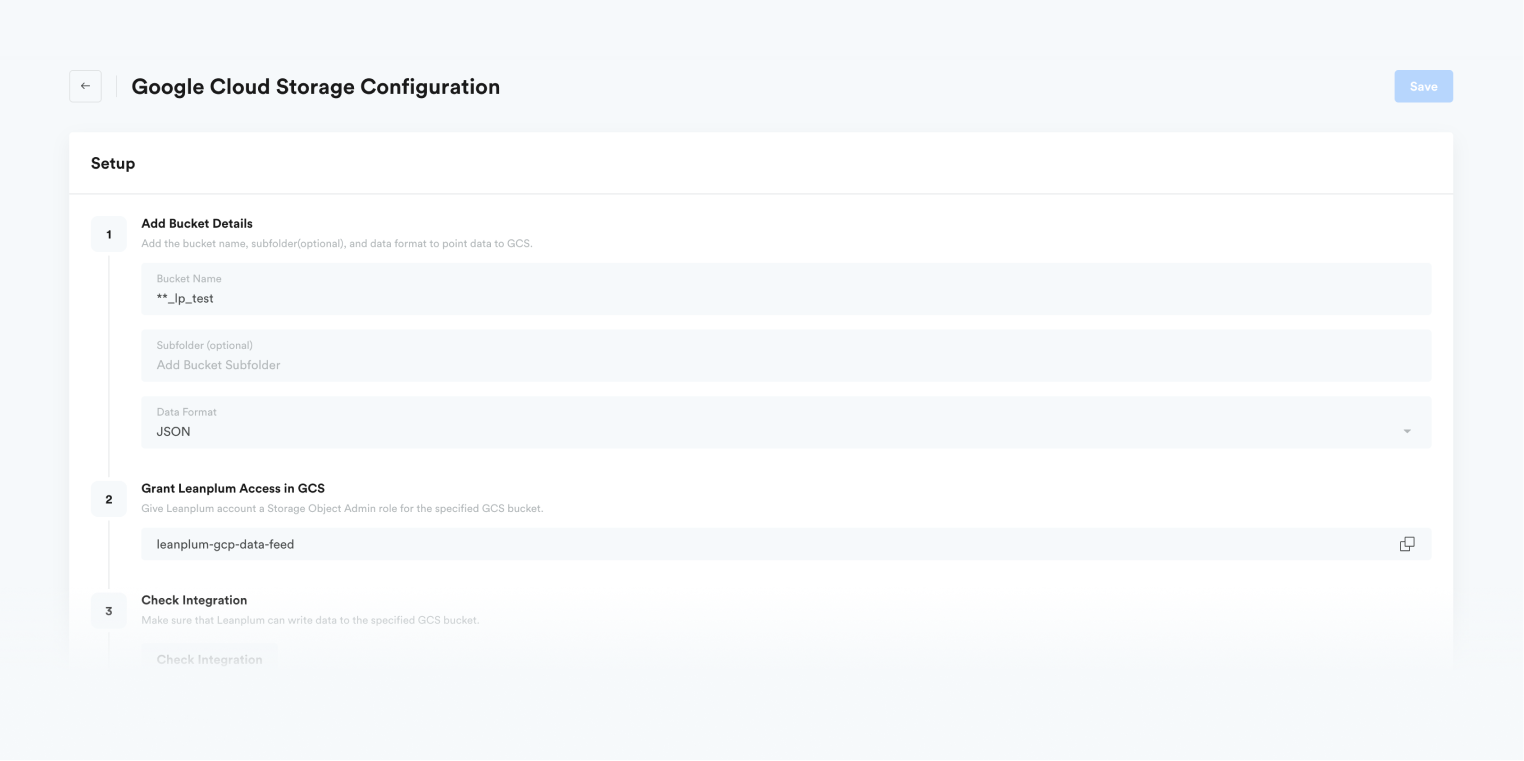 Google Cloud Storage Configuration
Save
Setup
1
Add Bucket Details
Add the bucket name, subfolder(optional), and data format to point data to GCS.
Bucket Name
**_lp_test
Subfolder (optional)
Add Bucket Subfolder
Data Format
JSON
2
Grant Leanplum Access in GCS
Give Leanplum account a Storage Object Admin role for the specified GCS bucket.
leanplum-gcp-data-feed
3
Check Integration
Make sure that Leanplum can write data to the specified GCS bucket.
Check Integration